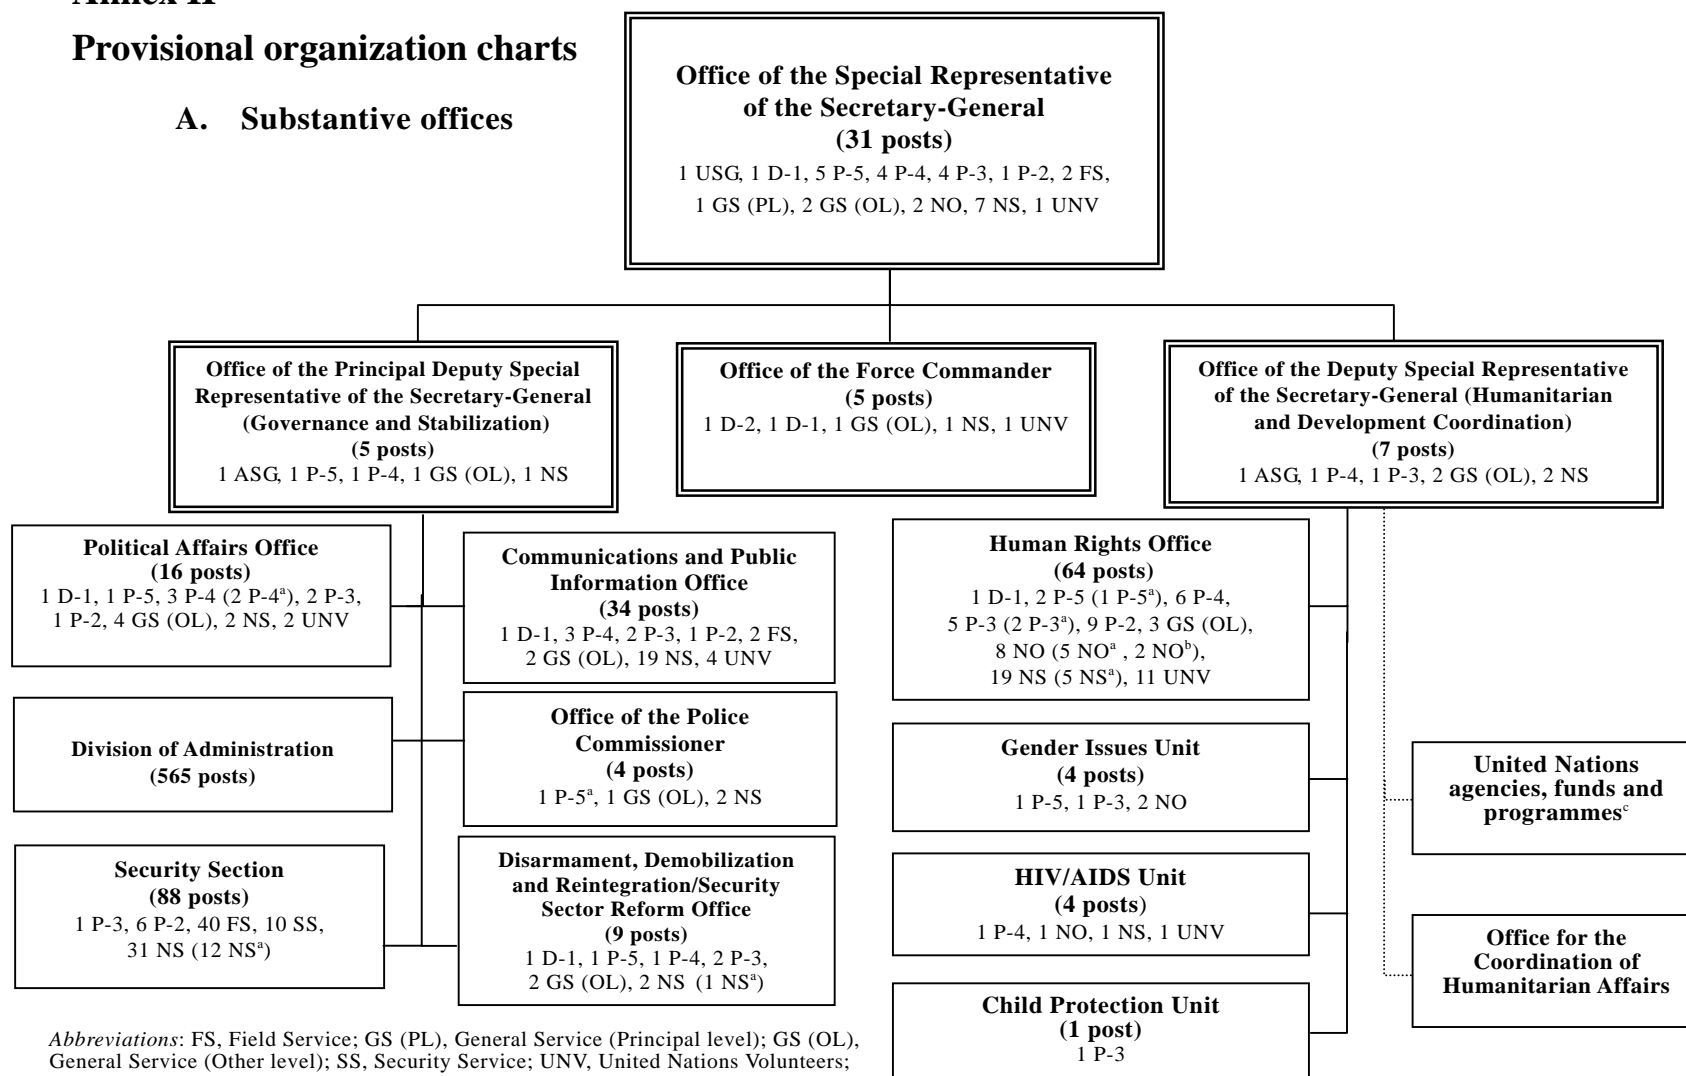 Annex II
Provisional organization charts
A. Substantive offices
Office of the Special Representative
of the Secretary-General
(31 posts)
1 USG, 1 D-1, 5 P-5, 4 P-4, 4 P-3, 1 P-2, 2 FS,
1 GS (PL), 2 GS (OL), 2 NO, 7 NS, 1 UNV
Office of the Principal Deputy Special
Representative of the Secretary-General
(Governance and Stabilization)
(5 posts)
1 ASG, 1 P-5, 1 P-4, 1 GS (OL), 1 NS
Office of the Force Commander
(5 posts)
1 D-2, 1 D-1, 1 GS (OL), 1 NS, 1 UNV
Office of the Deputy Special Representative
of the Secretary-General (Humanitarian
and Development Coordination)
(7 posts)
1 ASG, 1 P-4, 1 P-3, 2 GS (OL), 2 NS
Political Affairs Office
(16 posts)
1 D-1, 1 P-5, 3 P-4 (2 P-4ᵃ), 2 P-3,
1 P-2, 4 GS (OL), 2 NS, 2 UNV
Communications and Public
Information Office
(34 posts)
1 D-1, 3 P-4, 2 P-3, 1 P-2, 2 FS,
2 GS (OL), 19 NS, 4 UNV
Division of Administration
(565 posts)
Office of the Police
Commissioner
(4 posts)
1 P-5ᵃ, 1 GS (OL), 2 NS
Security Section
(88 posts)
1 P-3, 6 P-2, 40 FS, 10 SS,
31 NS (12 NSᵃ)
Disarmament, Demobilization
and Reintegration/Security
Sector Reform Office
(9 posts)
1 D-1, 1 P-5, 1 P-4, 2 P-3,
2 GS (OL), 2 NS (1 NSᵃ)
Human Rights Office
(64 posts)
1 D-1, 2 P-5 (1 P-5ᵃ), 6 P-4,
5 P-3 (2 P-3ᵃ), 9 P-2, 3 GS (OL),
8 NO (5 NOᵃ , 2 NOᵇ),
19 NS (5 NSᵃ), 11 UNV
Gender Issues Unit
(4 posts)
1 P-5, 1 P-3, 2 NO
HIV/AIDS Unit
(4 posts)
1 P-4, 1 NO, 1 NS, 1 UNV
Child Protection Unit
(1 post)
1 P-3
United Nations
agencies, funds and
programmesᶜ
Office for the
Coordination of
Humanitarian Affairs
Abbreviations: FS, Field Service; GS (PL), General Service (Principal level); GS (OL),
General Service (Other level); SS, Security Service; UNV, United Nations Volunteers;